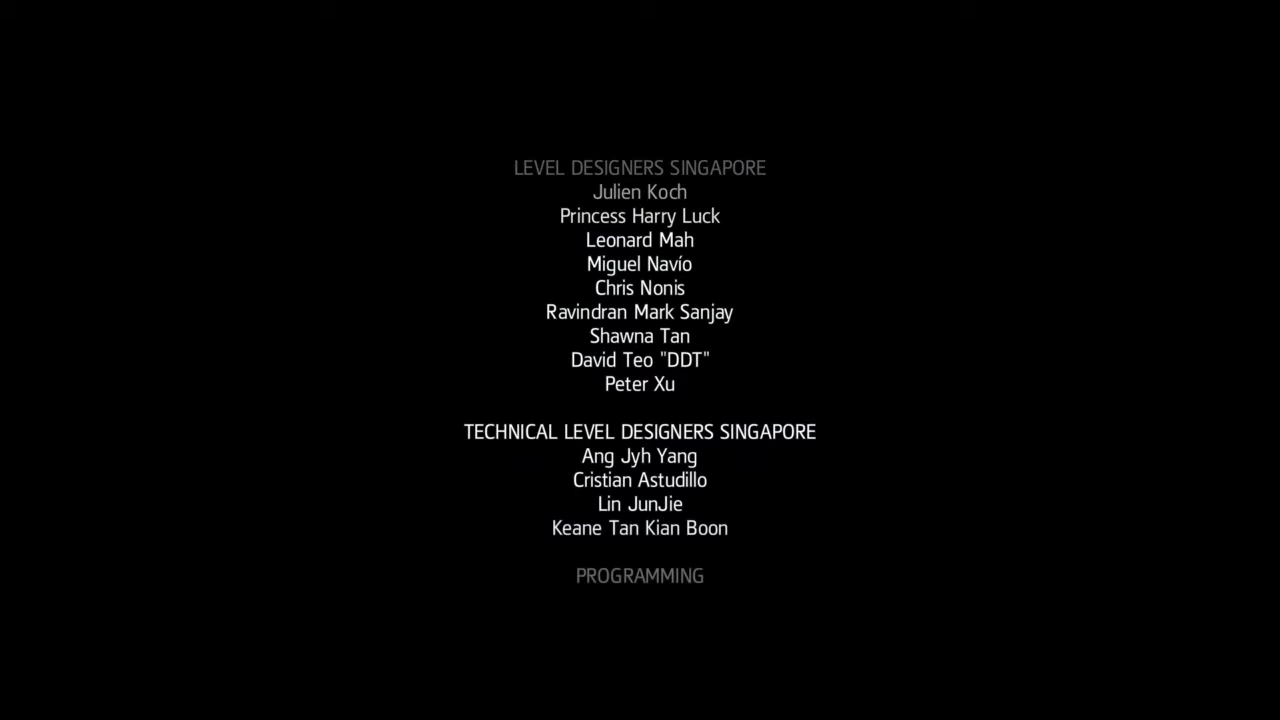 LEVEL DESIGNERS SINGAPORE
Julien Koch
Princess Harry Luck
Leonard Mah
Miguel Navío
Chris Nonis
Ravindran Mark Sanjay
Shawna Tan
David Teo "DDT"
Peter Xu
TECHNICAL LEVEL DESIGNERS SINGAPORE
Ang Jyh Yang
Cristian Astudillo
Lin JunJie
Keane Tan Kian Boon
PROGRAMMING